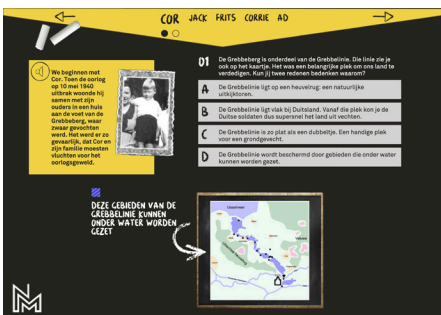 COR JACK FRITS CORRIE AD
We beginnen met
Cor. Toen de oorlog
op 10 mei 1940
uitbrak woonde hij
samen met zijn
ouders in een huis
aan de voet van de
Grebbeberg, waar
zwaar gevochten
werd. Het werd er zo
gevaarlijk, dat Cor en
zijn familie moesten
vluchten voor het
oorlogsgeweld.
01 De Grebbeberg is onderdeel van de Grebbelinie. Die linie zie je
ook op het kaartje. Het was een belangrijke plek om ons land te
verdedigen. Kun jij twee redenen bedenken waarom?
A De Grebbelinie ligt op een heuvelrug: een natuurlijke
uitkijktoren.
B De Grebbelinie ligt vlak bij Duitsland. Vanaf die plek kon je de
Duitse soldaten dus supersnel het land uit vechten.
C De Grebbelinie is zo plat als een dubbeltje. Een handige plek
voor een grondgevecht.
D De Grebbelinie wordt beschermd door gebieden die onder water
kunnen worden gezet.
DEZE GEBIEDEN VAN DE
GREBBELINIE KUNNEN
ONDER WATER WORDEN
GEZET
IJsselmeer
Veluwe
NM